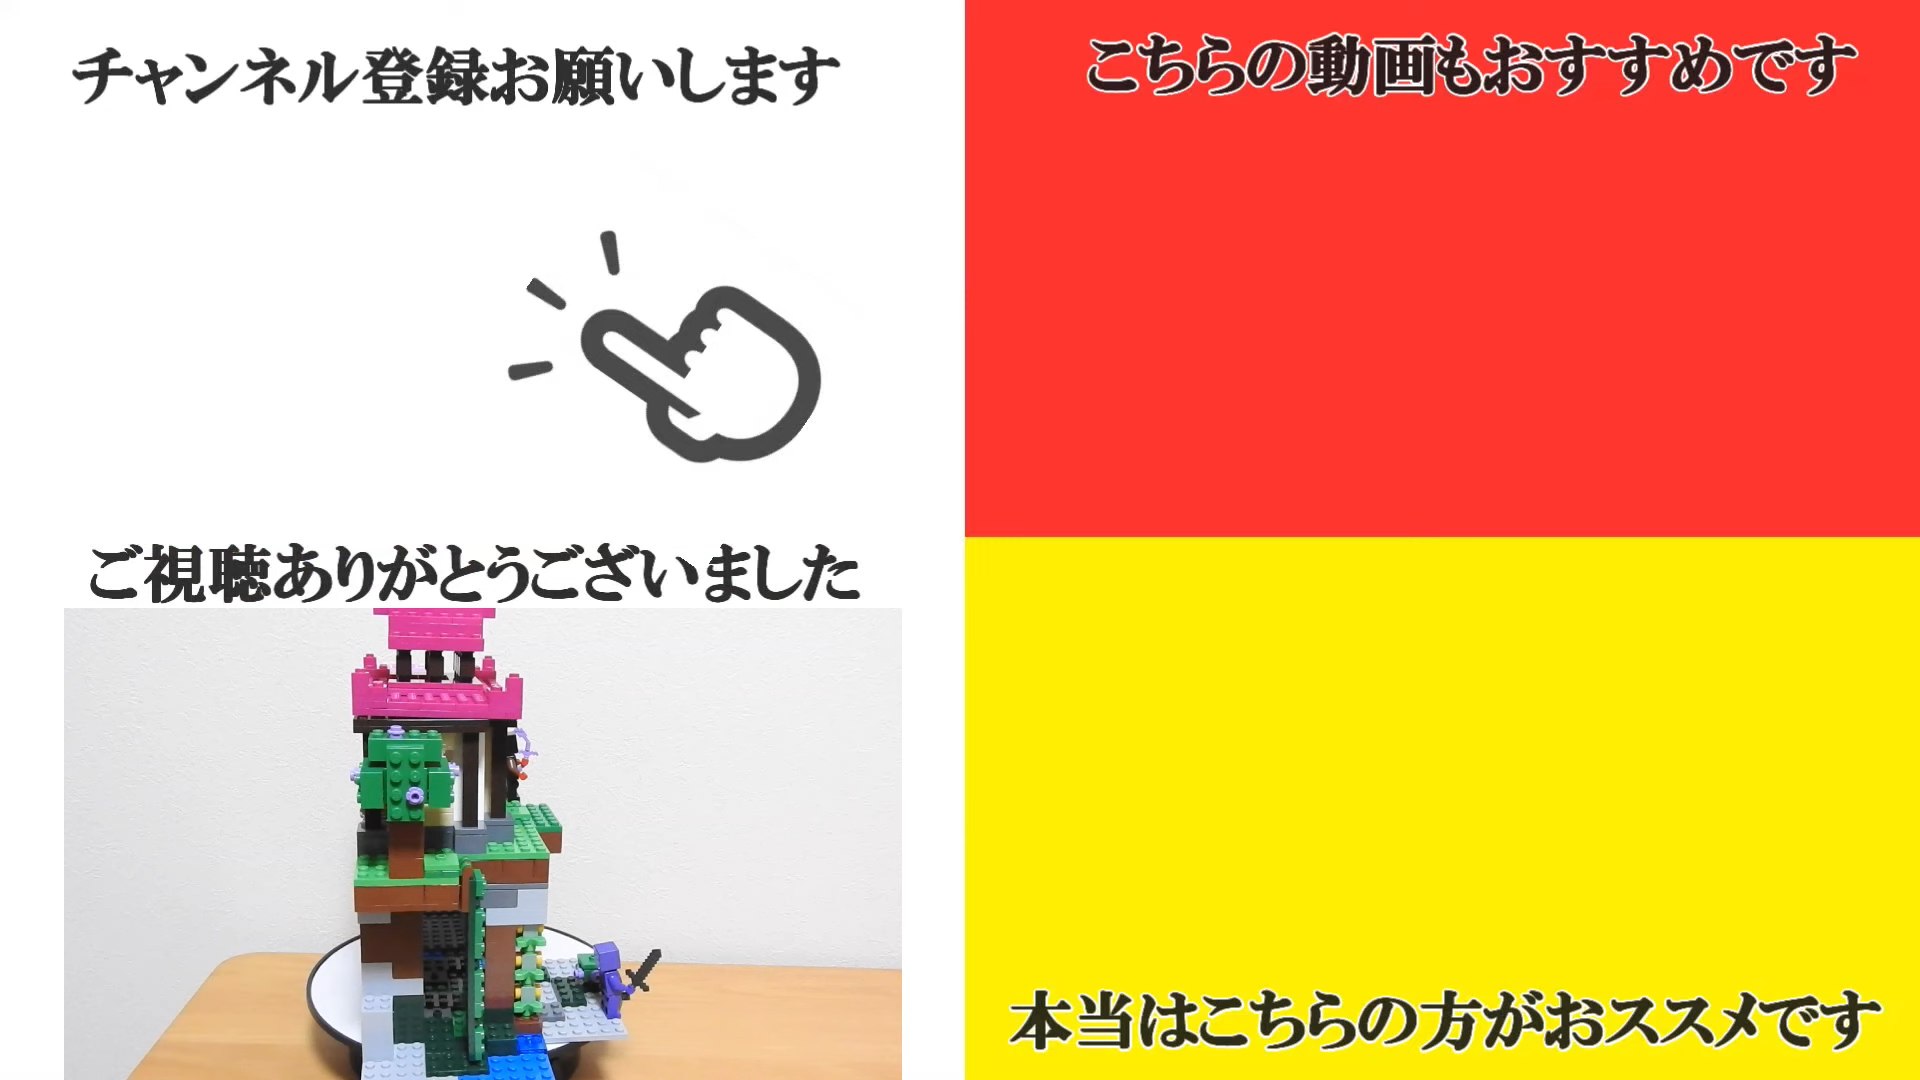 チャンネル登録お願いします
こちらの動画もおすすめです
ご視聴ありがとうございました
本当はこちらの方がおススメです